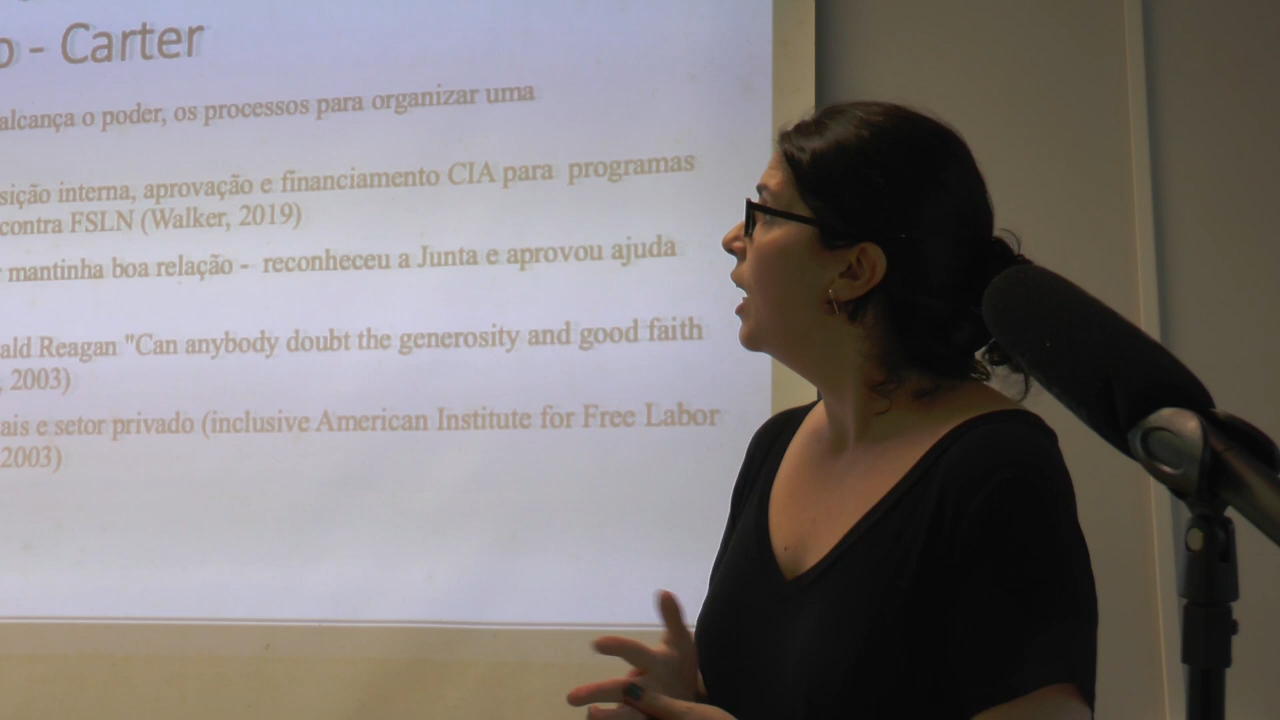 o - Carter
alcança o poder, os processos para organizar uma
sição interna, aprovação e financiamento CIA para programas
contra FSLN (Walker, 2019)
mantinha boa relação - reconheceu a Junta e aprovou ajuda
ald Reagan "Can anybody doubt the generosity and good faith
, 2003)
ais e setor privado (inclusive American Institute for Free Labor
2003)